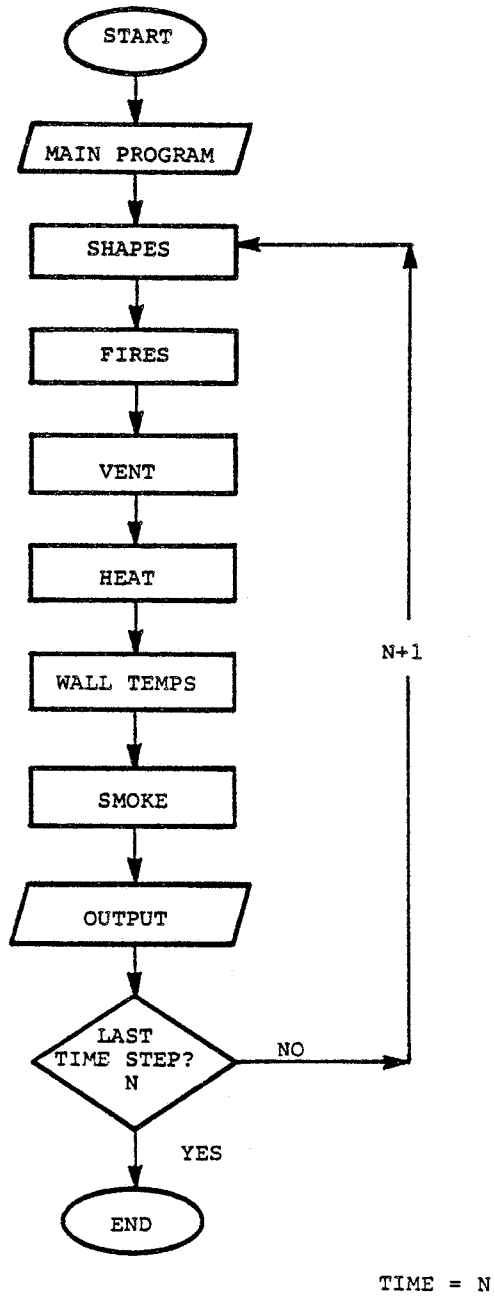 START
MAIN PROGRAM
SHAPES
FIRES
VENT
HEAT
N+1
WALL TEMPS
SMOKE
OUTPUT
LAST
TIME STEP?
N
NO
YES
END
TIME = N